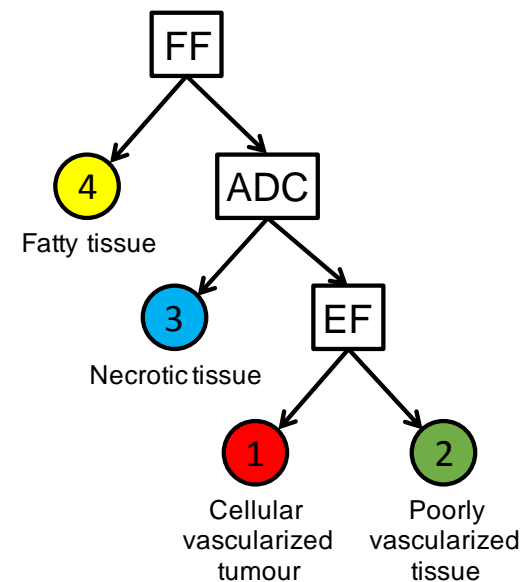 FF
4
Fatty tissue
ADC
3
Necrotic tissue
EF
1
Cellular
vascularized
tumour
2
Poorly
vascularized
tissue